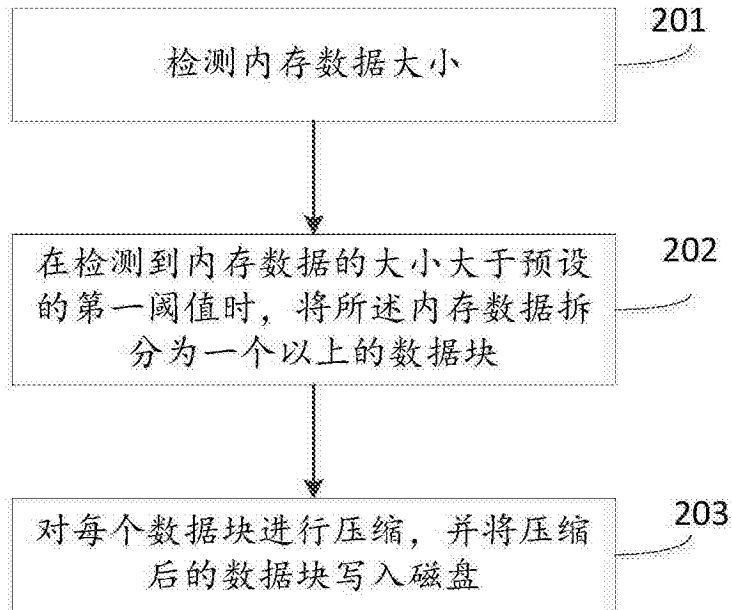 201
检测内存数据大小
202
在检测到内存数据的大小大于预设
的第一阈值时，将所述内存数据拆
分为一个以上的数据块
203
对每个数据块进行压缩，并将压缩
后的数据块写入磁盘